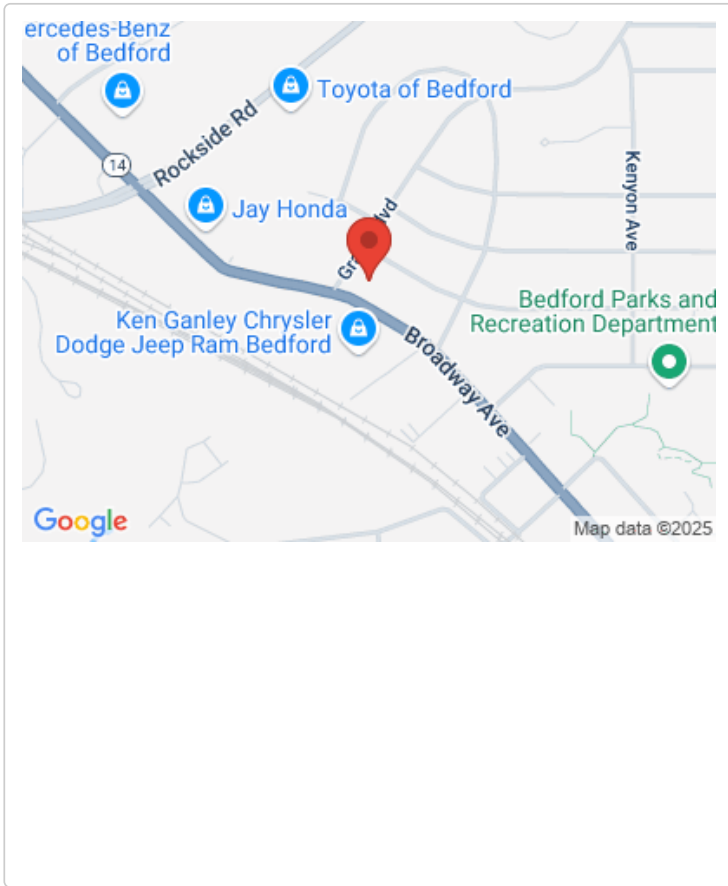 ercedes-Benz
of Bedford
Toyota of Bedford
Rockside Rd
14
Jay Honda
Kenyon Ave
Bedford Parks and
Recreation Department
Ken Ganley Chrysler
Dodge Jeep Ram Bedford
Broadway Ave
Google
Map data ©2025